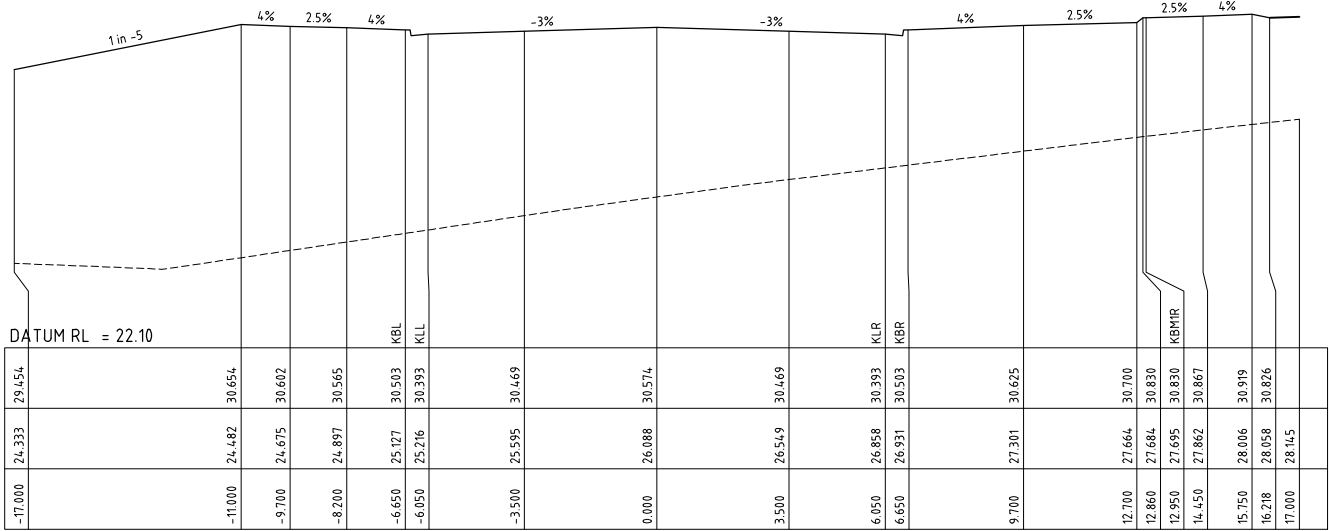 1 in -5
4%
2.5%
4%
-3%
-3%
4%
2.5%
2.5%
4%
KBL
KLL
KLR
KBR
KBM1R
DATUM RL = 22.10
29.454 30.654 30.602 30.565 30.503 30.393 30.469 30.574 30.469 30.393 30.503 30.625 30.700 30.830 30.830 30.867 30.919 30.826
24.333 24.482 24.675 24.897 25.127 25.216 25.595 26.088 26.549 26.858 26.931 27.301 27.664 27.684 27.695 27.862 28.006 28.058 28.145
-17.000 -11.000 -9.700 -8.200 -6.650 -6.050 -3.500 0.000 3.500 6.050 6.650 9.700 12.700 12.860 12.950 14.450 15.750 16.218 17.000